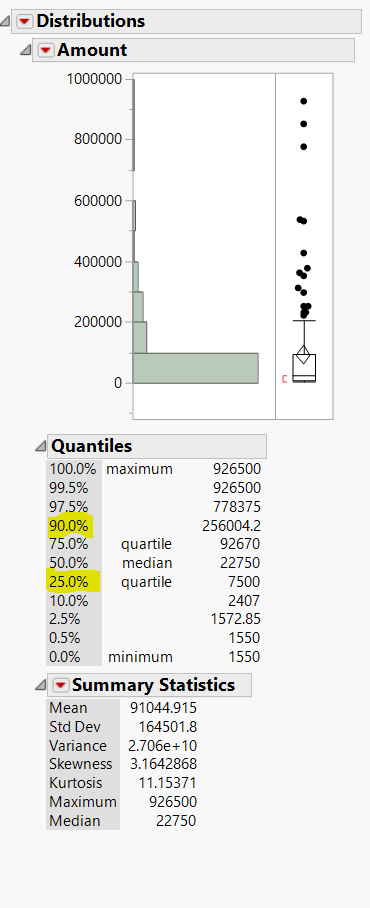 Distributions
Amount
1000000
800000
600000
400000
200000
0
Quantiles
100.0% maximum 926500
99.5% 926500
97.5% 778375
90.0% 256004.2
75.0% quartile 92670
50.0% median 22750
25.0% quartile 7500
10.0% 2407
2.5% 1572.85
0.5% 1550
0.0% minimum 1550
Summary Statistics
Mean 91044.915
Std Dev 164501.8
Variance 2.706e+10
Skewness 3.1642868
Kurtosis 11.15371
Maximum 926500
Median 22750